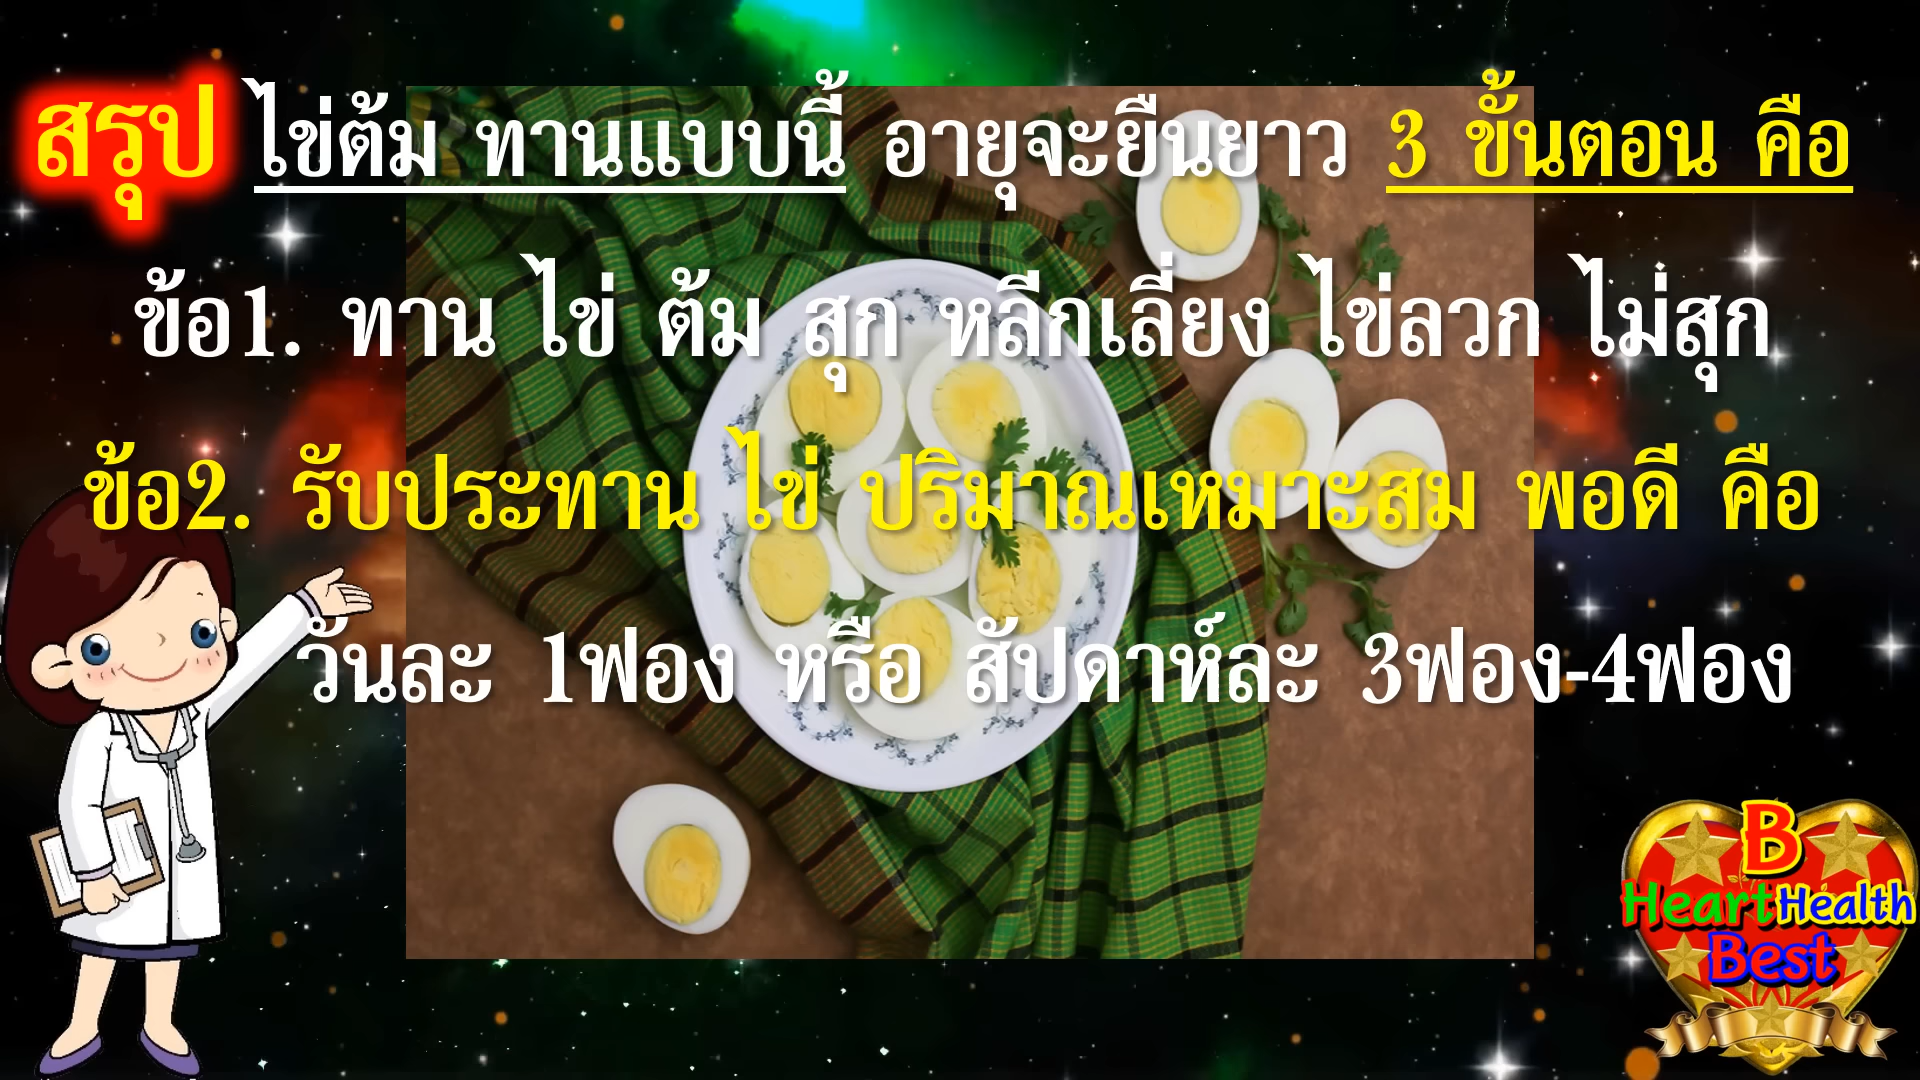 สรุป ไข่ต้ม ทานแบบนี้ อายุจะยืนยาว 3 ขั้นตอน คือ
ข้อ1. ทาน ไข่ ต้ม สุก หลีกเลี่ยง ไข่ลวก ไม่สุก
ข้อ2. รับประทาน ไข่ ปริมาณเหมาะสม พอดี คือ
วันละ 1ฟอง หรือ สัปดาห์ละ 3ฟอง-4ฟอง
B
HeartHealth
Best